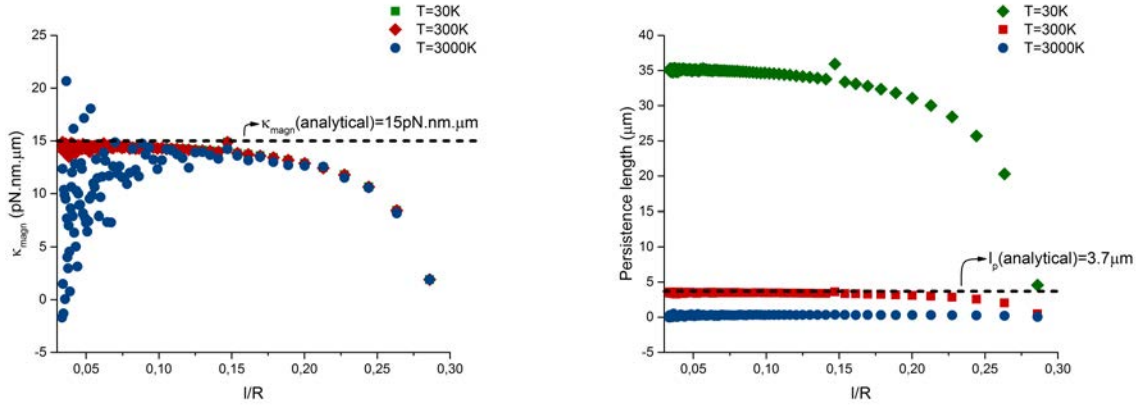 T=30K
T=300K
T=3000K
25
20
15
10
5
0
-5
κmagn (pN.nm.μm)
κmagn(analytical)=15pN.nm.μm
0,05 0,10 0,15 0,20 0,25 0,30
l/R
T=30K
T=300K
T=3000K
40
35
30
25
20
15
10
5
0
-5
Persistence length (μm)
lp(analytical)=3.7μm
0,05 0,10 0,15 0,20 0,25 0,30
l/R